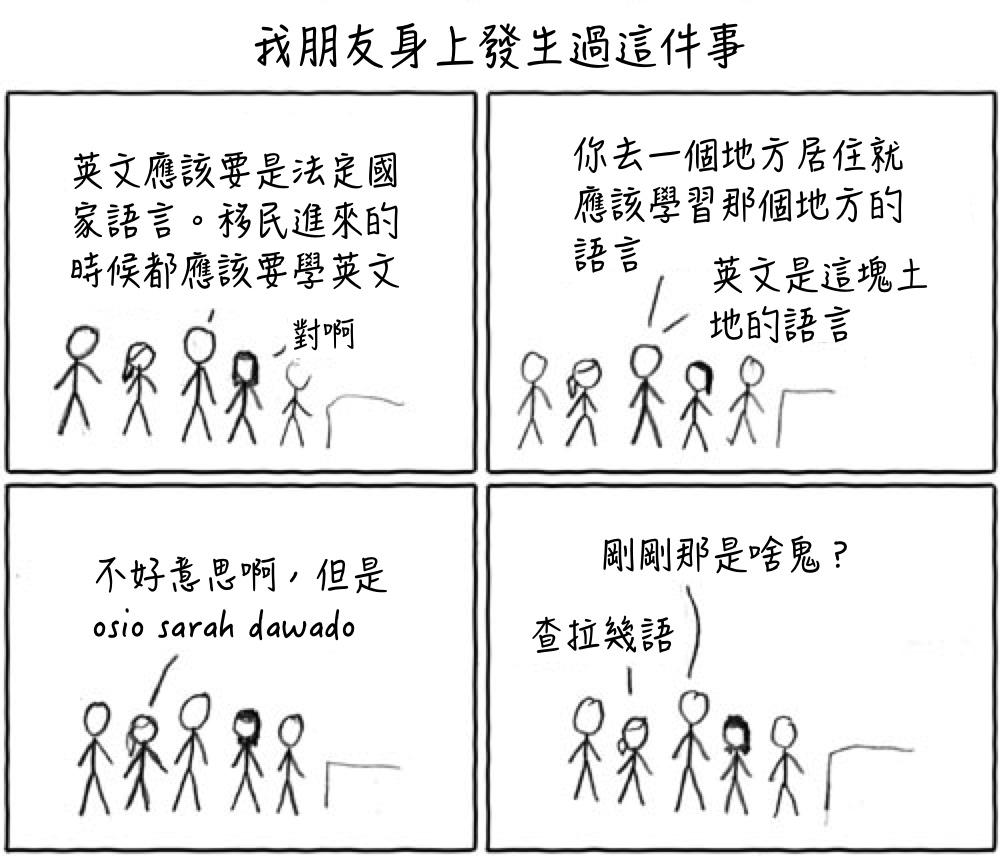 我朋友身上發生過這件事
英文應該要是法定國
家語言。移民進來的
時候都應該要學英文
對啊
你去一個地方居住就
應該學習那個地方的
語言
英文是這塊土
地的語言
不好意思啊，但是
osio sarah dawado
剛剛那是啥鬼？
查拉幾語